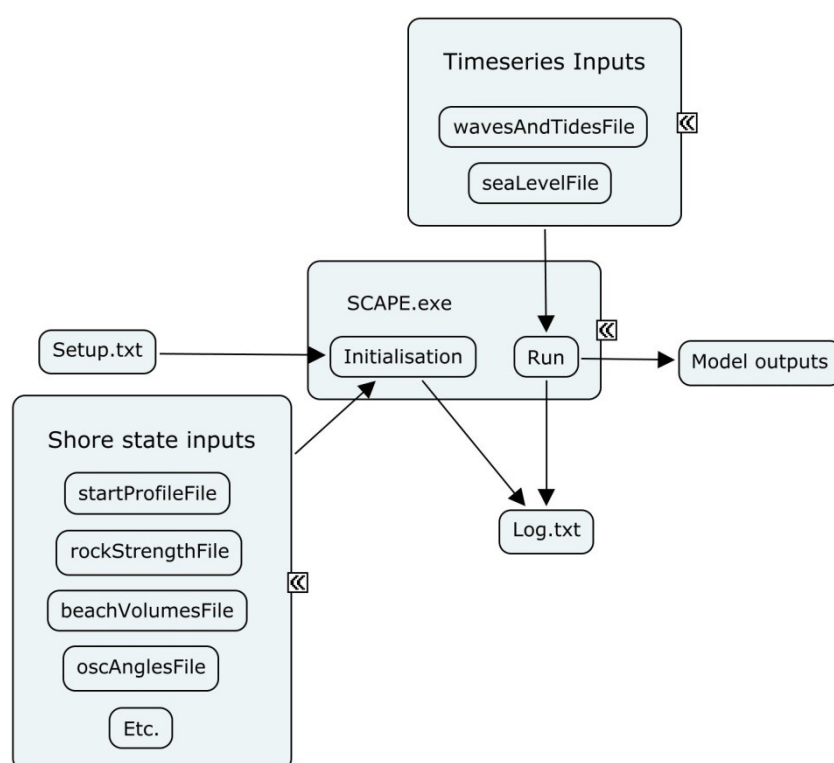 Timeseries Inputs
wavesAndTidesFile
seaLevelFile
SCAPE.exe
Setup.txt
Initialisation
Run
Model outputs
Shore state inputs
startProfileFile
rockStrengthFile
beachVolumesFile
oscAnglesFile
Etc.
Log.txt